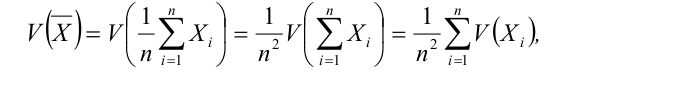 V(X̄) = V(1/n ∑_{i=1}^{n} X_i) = 1/n² V(∑_{i=1}^{n} X_i) = 1/n² ∑_{i=1}^{n} V(X_i),